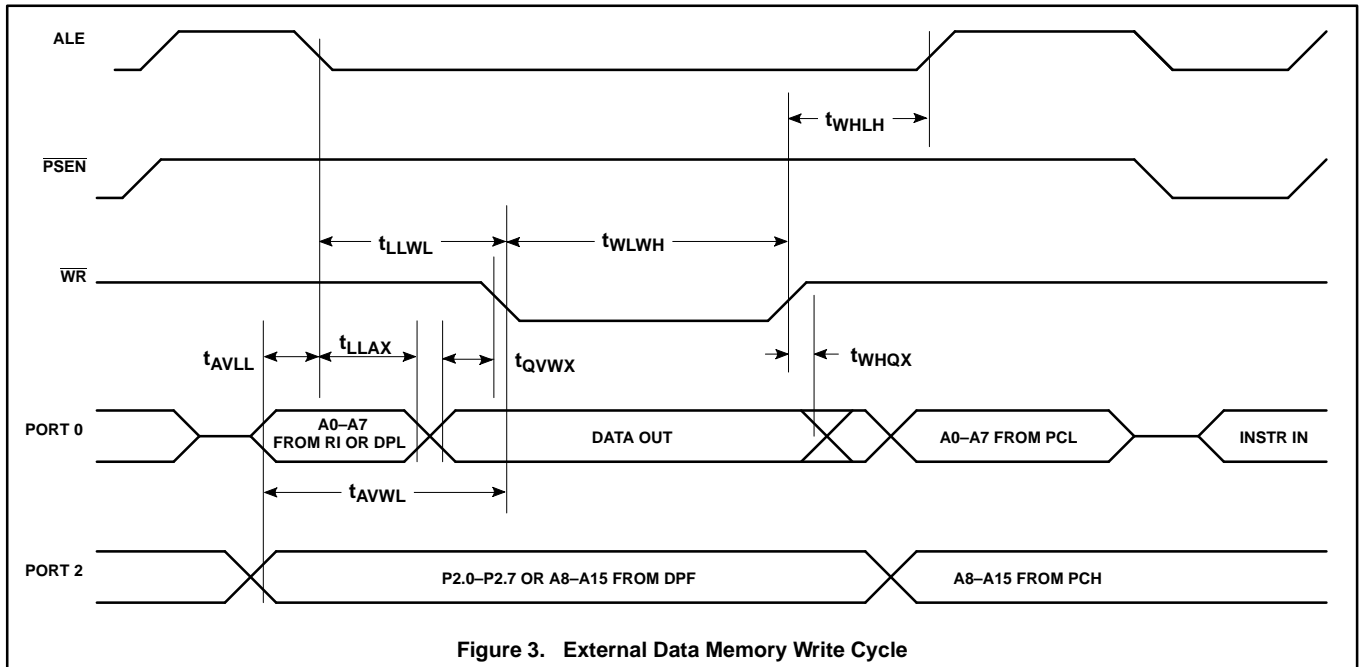 ALE
tWHLH
PSEN
tLLWL
tWLWH
WR
tAVLL
tLLAX
tQVWX
tWHQX
PORT 0
A0–A7
FROM RI OR DPL
DATA OUT
A0–A7 FROM PCL
INSTR IN
tAVWL
PORT 2
P2.0–P2.7 OR A8–A15 FROM DPF
A8–A15 FROM PCH
Figure 3. External Data Memory Write Cycle